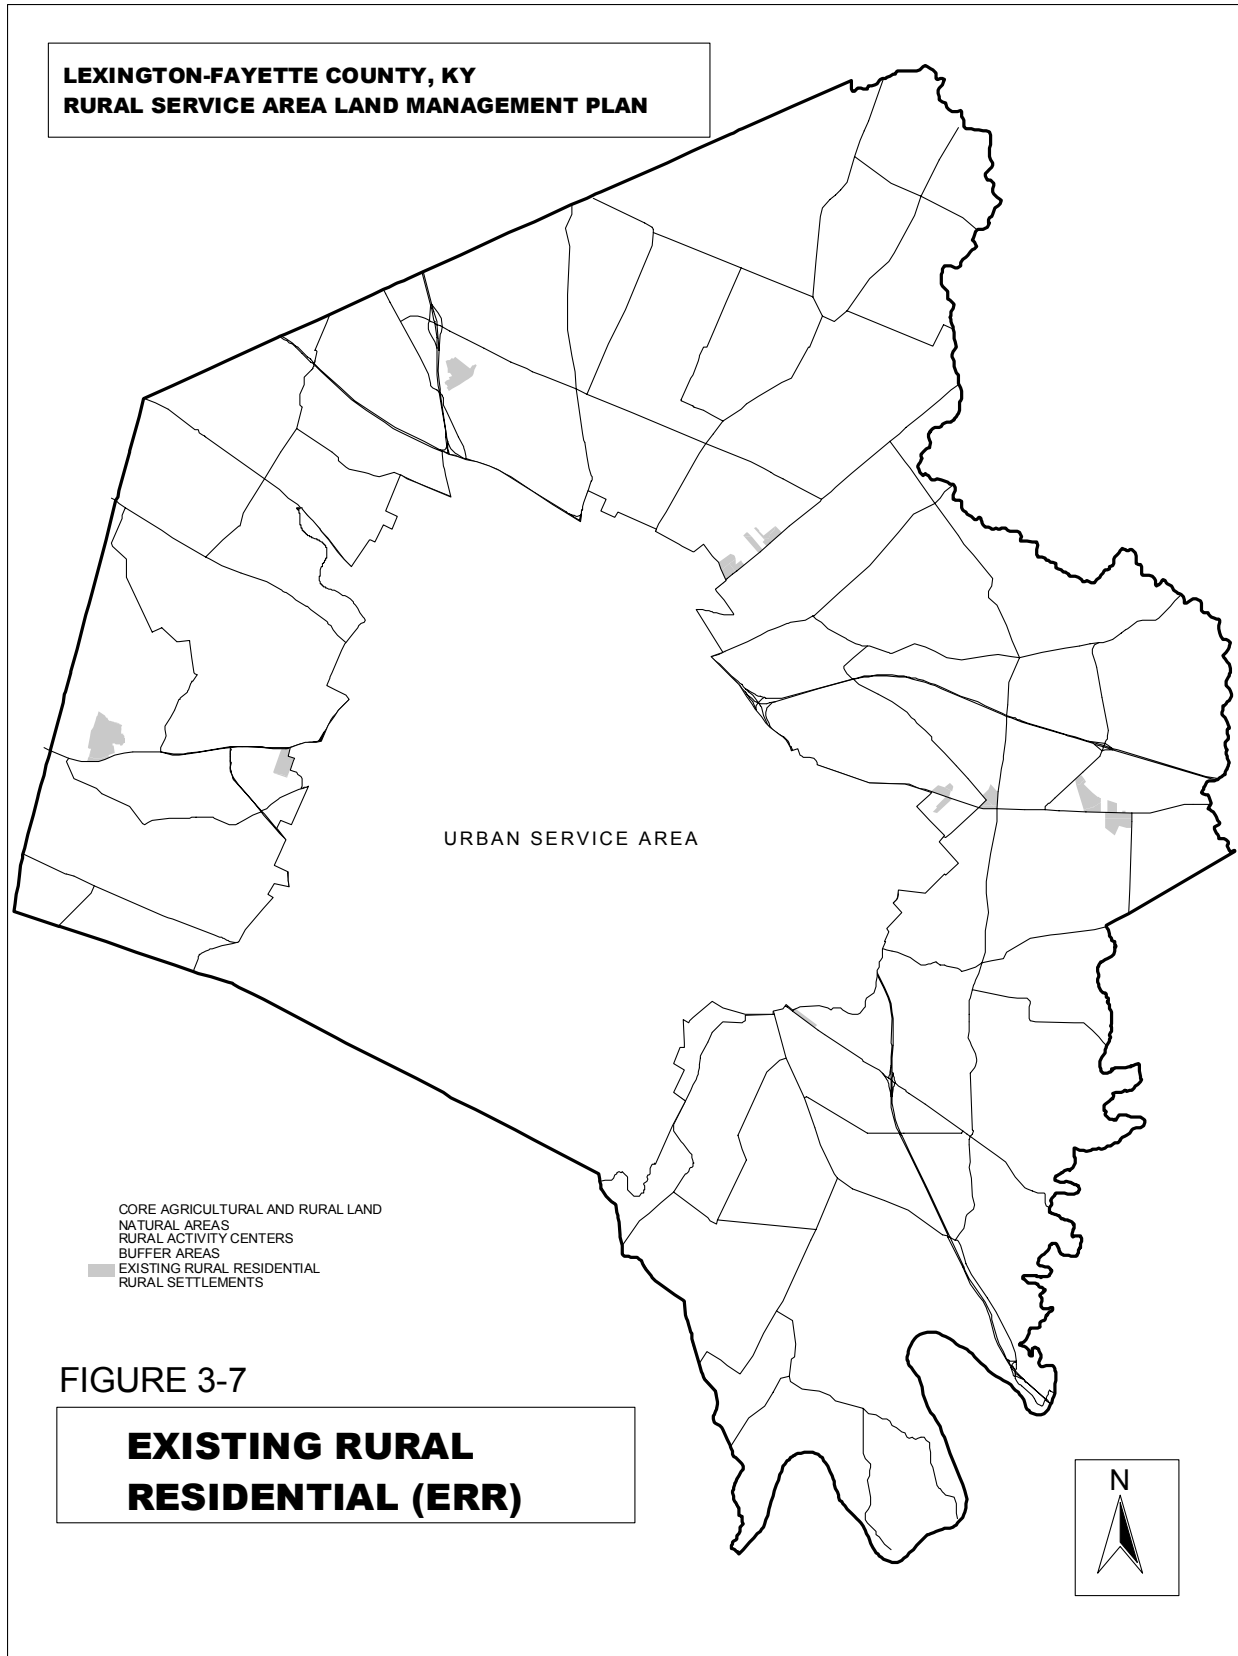 LEXINGTON-FAYETTE COUNTY, KY
RURAL SERVICE AREA LAND MANAGEMENT PLAN
URBAN SERVICE AREA
CORE AGRICULTURAL AND RURAL LAND
NATURAL AREAS
RURAL ACTIVITY CENTERS
BUFFER AREAS
EXISTING RURAL RESIDENTIAL
RURAL SETTLEMENTS
FIGURE 3-7
EXISTING RURAL
RESIDENTIAL (ERR)
N